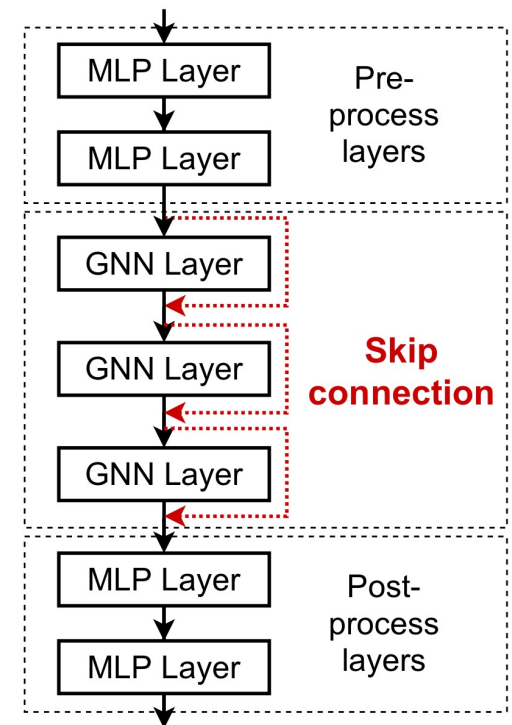 MLP Layer
MLP Layer
Pre-
process
layers
GNN Layer
GNN Layer
GNN Layer
Skip
connection
MLP Layer
MLP Layer
Post-
process
layers